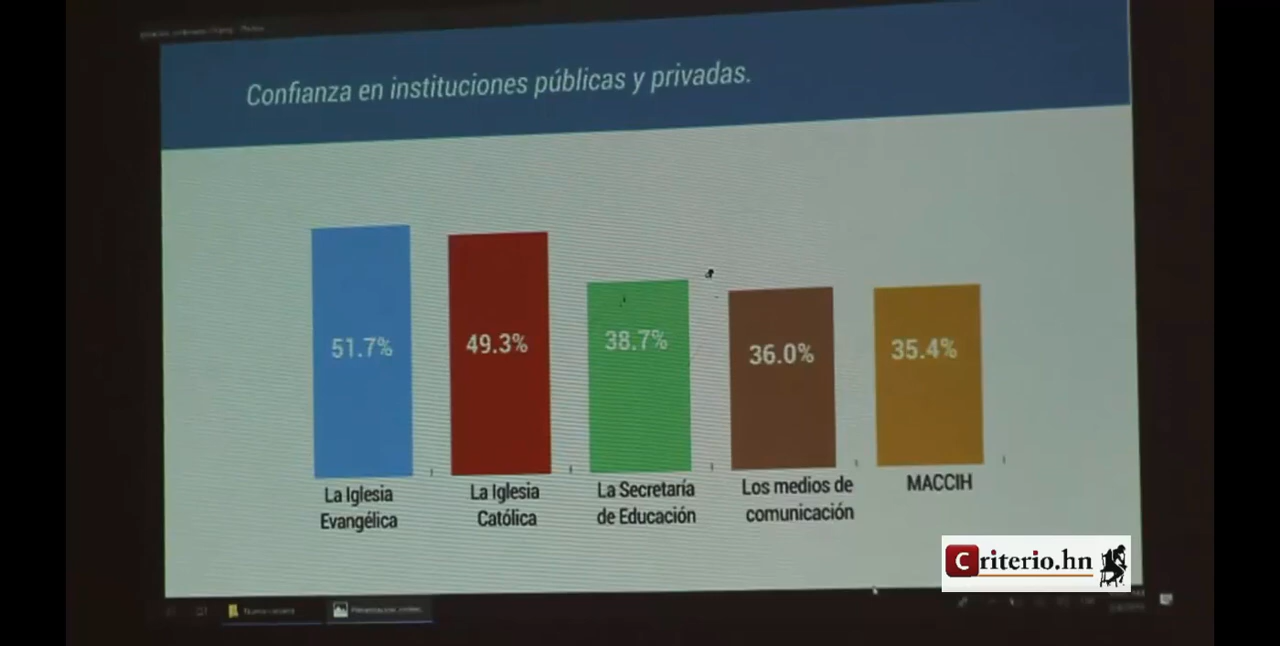 Confianza en instituciones públicas y privadas.
51.7%
49.3%
38.7%
36.0%
35.4%
La Iglesia
Evangélica
La Iglesia
Católica
La Secretaría
de Educación
Los medios de
comunicación
MACCIH
Criterio.hn